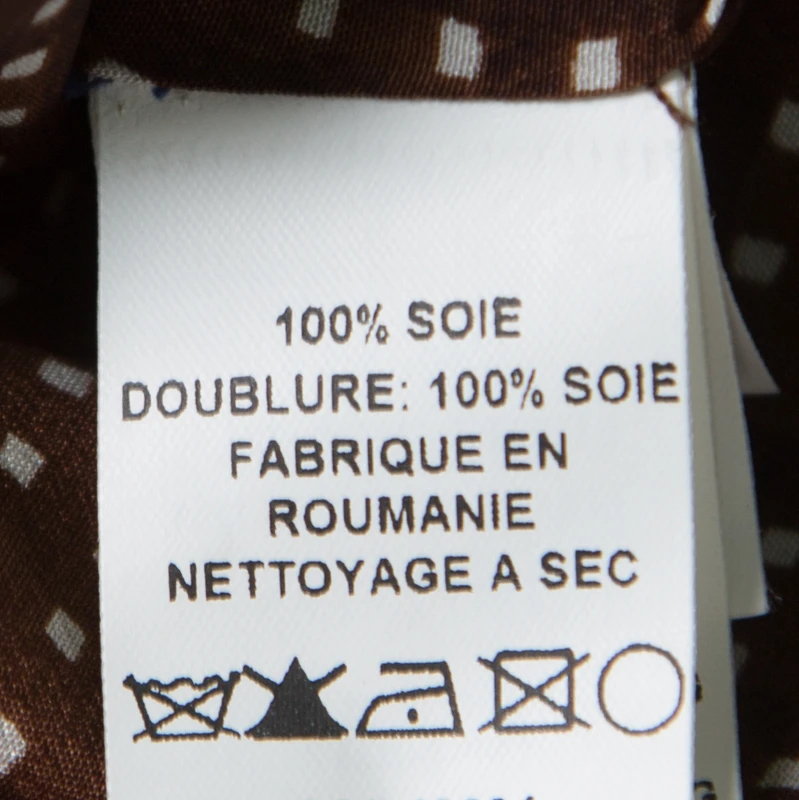 100% SOIE
DOUBLURE: 100% SOIE
FABRIQUE EN
ROUMANIE
NETTOYAGE A SEC